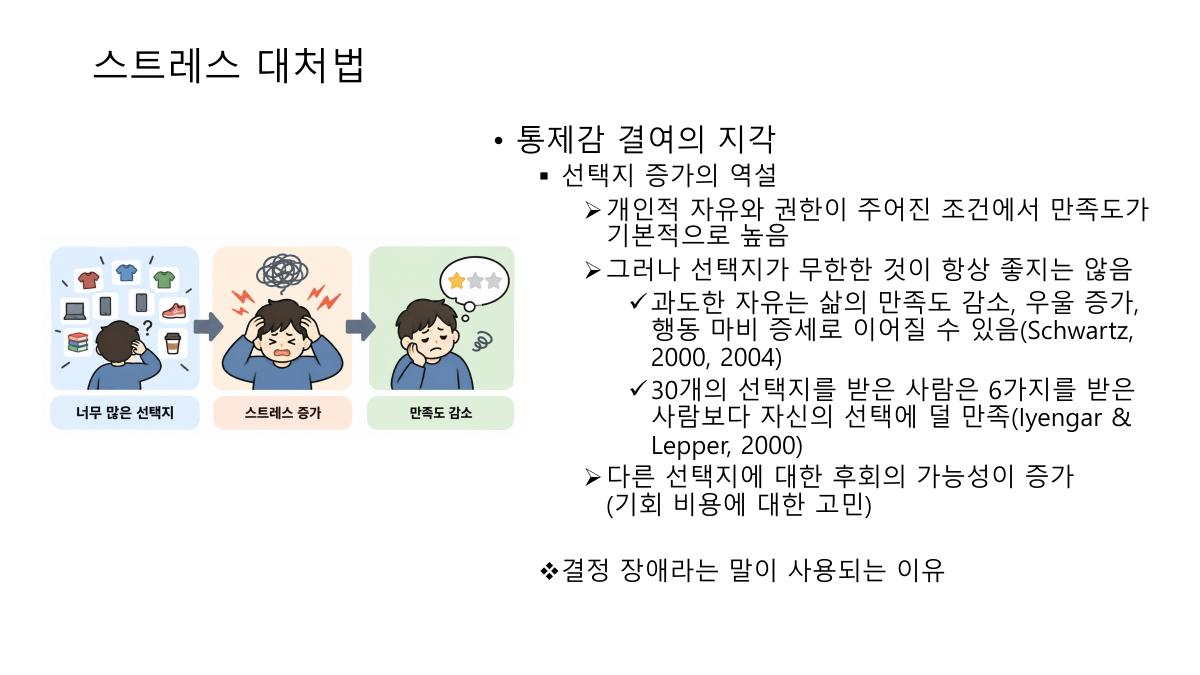 스트레스 대처법
• 통제감 결여의 지각
▪ 선택지 증가의 역설
➢개인적 자유와 권한이 주어진 조건에서 만족도가
기본적으로 높음
➢그러나 선택지가 무한한 것이 항상 좋지는 않음
✓과도한 자유는 삶의 만족도 감소, 우울 증가,
행동 마비 증세로 이어질 수 있음(Schwartz,
2000, 2004)
✓30개의 선택지를 받은 사람은 6가지를 받은
사람보다 자신의 선택에 덜 만족(Iyengar &
Lepper, 2000)
➢다른 선택지에 대한 후회의 가능성이 증가
(기회 비용에 대한 고민)
❖결정 장애라는 말이 사용되는 이유
?
너무 많은 선택지
스트레스 증가
만족도 감소